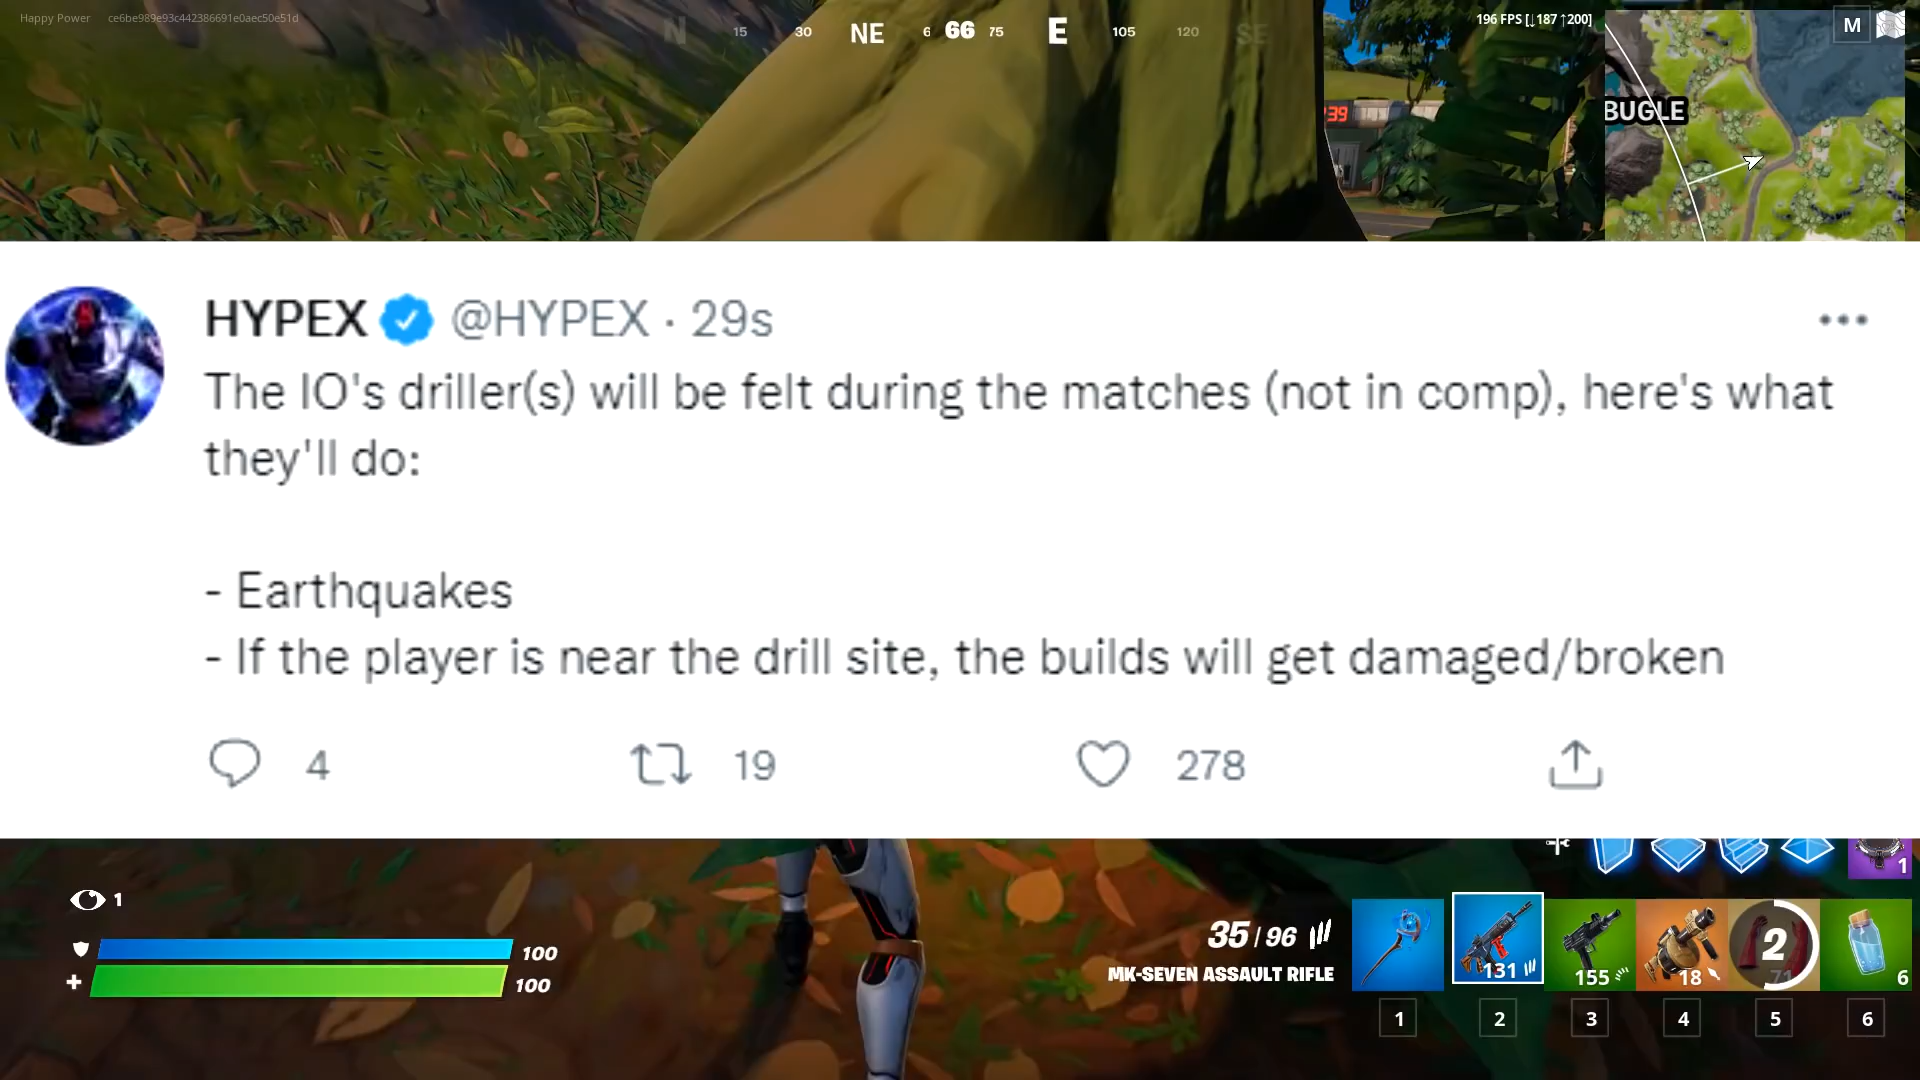 Happy Power ce6be989e93c442386691e0aec50e51d
N 15 30 NE 6 66 75 E 105 120 SE
196 FPS [↓187 ↑200]
M
39
BUGLE
HYPEX @HYPEX · 29s
The IO's driller(s) will be felt during the matches (not in comp), here's what
they'll do:
- Earthquakes
- If the player is near the drill site, the builds will get damaged/broken
4 19 278
1
1
100
100
35 / 96
MK-SEVEN ASSAULT RIFLE
131 155 18 2 71 6
1 2 3 4 5 6